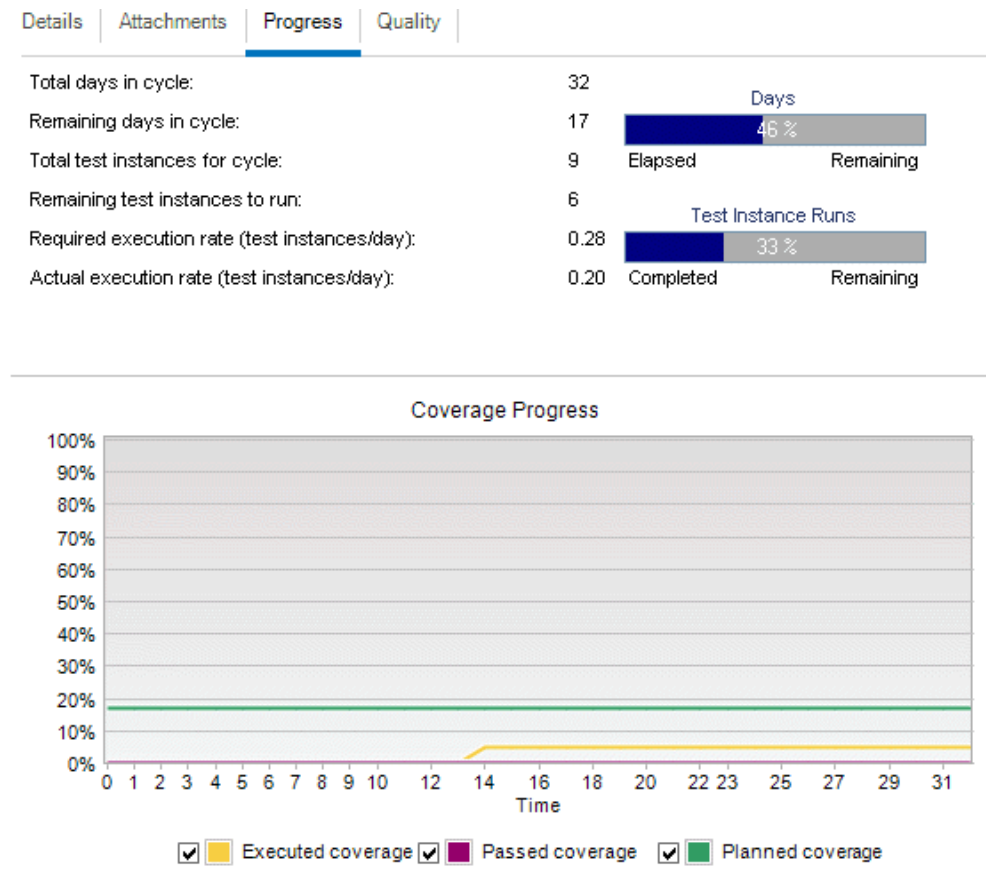 Details Attachments Progress Quality
Total days in cycle: 32
Days
Remaining days in cycle: 17
46 %
Total test instances for cycle: 9
Elapsed Remaining
Remaining test instances to run: 6
Test Instance Runs
Required execution rate (test instances/day): 0.28
33 %
Actual execution rate (test instances/day): 0.20
Completed Remaining
Coverage Progress
100%
90%
80%
70%
60%
50%
40%
30%
20%
10%
0%
0 1 2 3 4 5 6 7 8 9 10 12 14 16 18 20 22 23 25 27 29 31
Time
Executed coverage Passed coverage Planned coverage